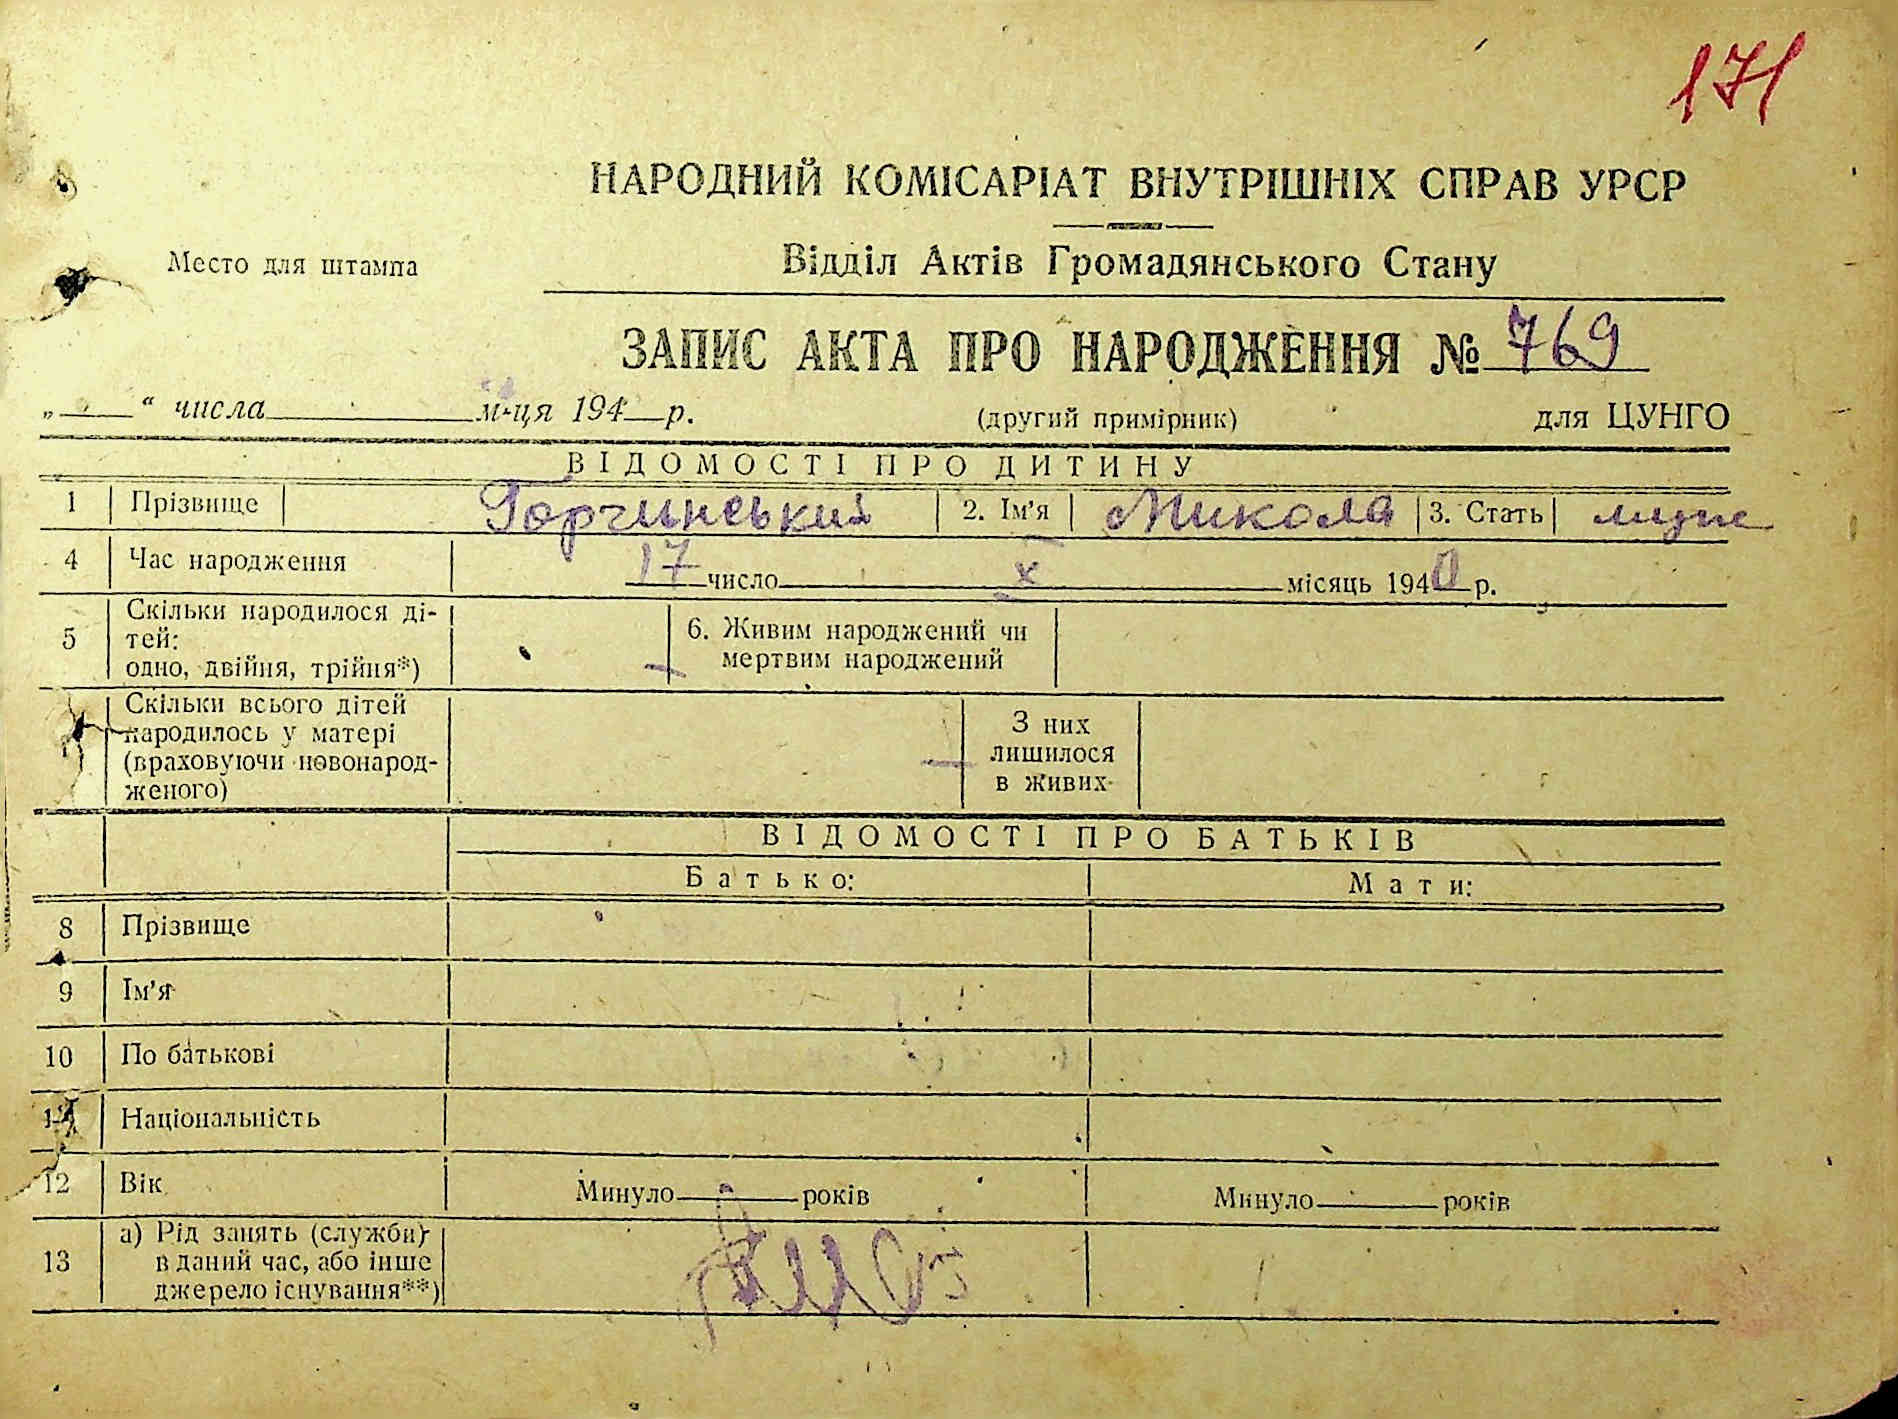 171
НАРОДНИЙ КОМІСАРІАТ ВНУТРІШНІХ СПРАВ УРСР
Место для штампа
Відділ Актів Громадянського Стану
ЗАПИС АКТА ПРО НАРОДЖЕННЯ № 769
„ “ числа м-ця 194 р. (другий примірник) для ЦУНГО
ВІДОМОСТІ ПРО ДИТИНУ
1 Прізвище Горчинський 2. Ім’я Микола 3. Стать
4 Час народження 17 число X місяць 1940 р.
5 Скільки народилося ді-
тей:
одно, двійня, трійня*)
6. Живим народжений чи
мертвим народжений
Скільки всього дітей
народилось у матері
(враховуючи новонарод-
женого)
З них
лишилося
в живих
ВІДОМОСТІ ПРО БАТЬКІВ
Батько: Мати:
8 Прізвище
9 Ім’я
10 По батькові
11 Національність
12 Вік Минуло років Минуло років
13 а) Рід занять (служби)
в даний час, або інше
джерело існування**)